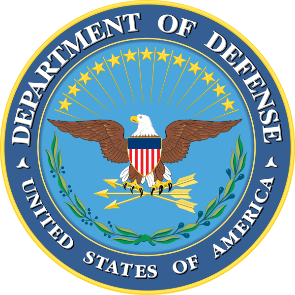 DEPARTMENT OF DEFENSE
UNITED STATES OF AMERICA